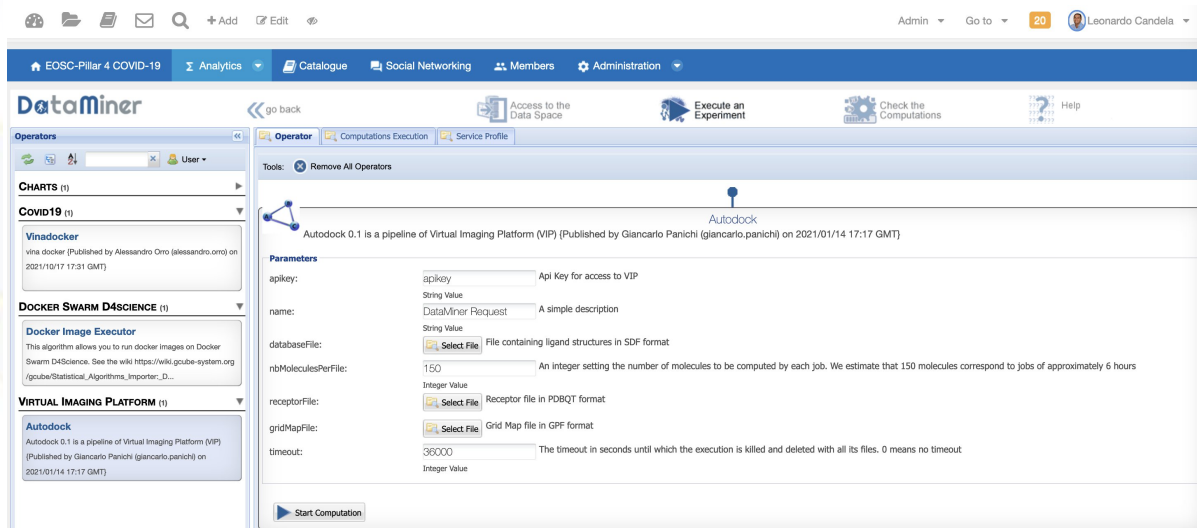 +Add Edit
Admin Go to 20 Leonardo Candela
EOSC-Pillar 4 COVID-19 Σ Analytics Catalogue Social Networking Members Administration
DataMiner
go back
Access to the
Data Space
Execute an
Experiment
Check the
Computations
Help
Operators
User
CHARTS (1)
COVID19 (1)
Vinadocker
vina docker {Published by Alessandro Orro (alessandro.orro) on
2021/10/17 17:31 GMT}
DOCKER SWARM D4SCIENCE (1)
Docker Image Executor
This algorithm allows you to run docker images on Docker
Swarm D4Science. See the wiki https://wiki.gcube-system.org
/gcube/Statistical_Algorithms_Importer:_D...
VIRTUAL IMAGING PLATFORM (1)
Autodock
Autodock 0.1 is a pipeline of Virtual Imaging Platform (VIP)
{Published by Giancarlo Panichi (giancarlo.panichi) on
2021/01/14 17:17 GMT}
Operator Computations Execution Service Profile
Tools: Remove All Operators
Autodock
Autodock 0.1 is a pipeline of Virtual Imaging Platform (VIP) {Published by Giancarlo Panichi (giancarlo.panichi) on 2021/01/14 17:17 GMT}
Parameters
apikey: apikey Api Key for access to VIP
String Value
name: DataMiner Request A simple description
String Value
databaseFile: Select File File containing ligand structures in SDF format
nbMoleculesPerFile: 150 An integer setting the number of molecules to be computed by each job. We estimate that 150 molecules correspond to jobs of approximately 6 hours
Integer Value
receptorFile: Select File Receptor file in PDBQT format
gridMapFile: Select File Grid Map file in GPF format
timeout: 36000 The timeout in seconds until which the execution is killed and deleted with all its files. 0 means no timeout
Integer Value
Start Computation